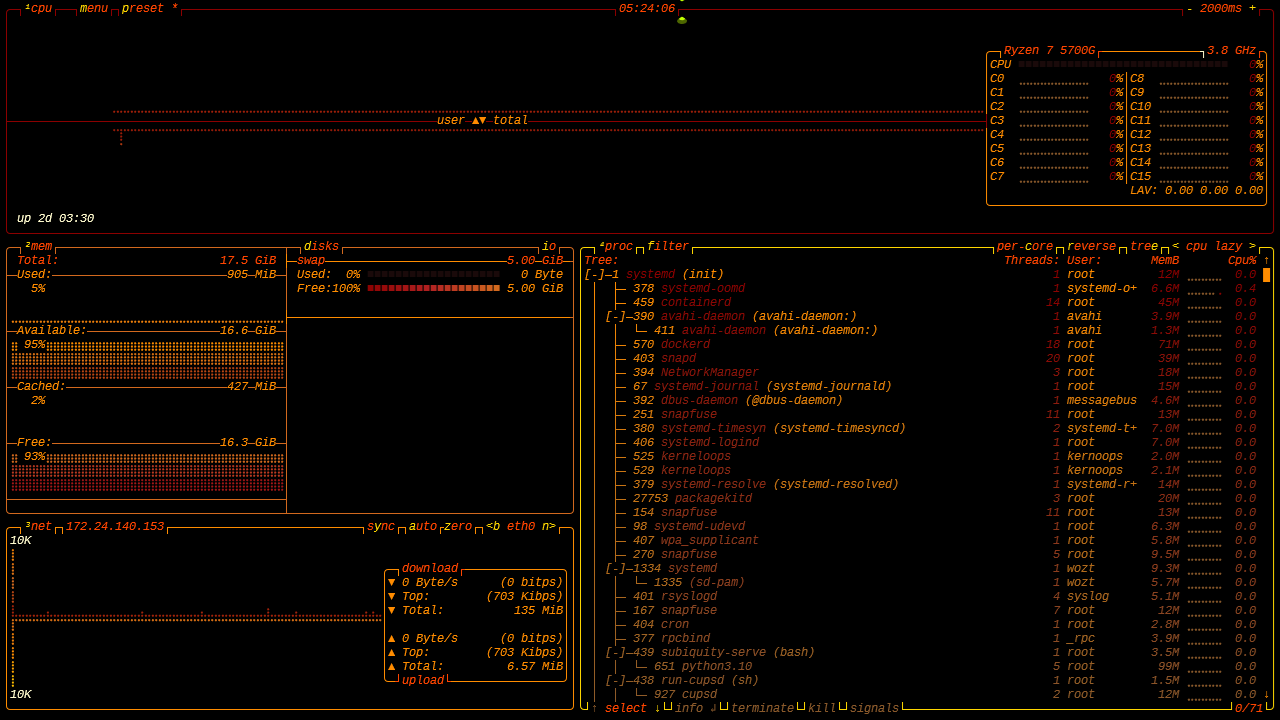 ¹cpu menu preset * 05:24:06 - 2000ms +
Ryzen 7 5700G 3.8 GHz
CPU 0%
C0 0% C8 0%
C1 0% C9 0%
C2 0% C10 0%
C3 0% C11 0%
C4 0% C12 0%
C5 0% C13 0%
C6 0% C14 0%
C7 0% C15 0%
LAV: 0.00 0.00 0.00
user ▲▼ total
up 2d 03:30
²mem
Total: 17.5 GiB
Used: 905 MiB
5%
Available: 16.6 GiB
95%
Cached: 427 MiB
2%
Free: 16.3 GiB
93%
disks io
swap 5.00 GiB
Used: 0% 0 Byte
Free:100% 5.00 GiB
³net 172.24.140.153 sync auto zero <b eth0 n>
10K
download
▼ 0 Byte/s (0 bitps)
▼ Top: (703 Kibps)
▼ Total: 135 MiB
▲ 0 Byte/s (0 bitps)
▲ Top: (703 Kibps)
▲ Total: 6.57 MiB
upload
10K
⁴proc filter per-core reverse tree < cpu lazy >
Tree: Threads: User: MemB Cpu% ↑
[-]─1 systemd (init) 1 root 12M 0.0
├─ 378 systemd-oomd 1 systemd-o+ 6.6M 0.4
├─ 459 containerd 14 root 45M 0.0
[-]─390 avahi-daemon (avahi-daemon:) 1 avahi 3.9M 0.0
└─ 411 avahi-daemon (avahi-daemon:) 1 avahi 1.3M 0.0
├─ 570 dockerd 18 root 71M 0.0
├─ 403 snapd 20 root 39M 0.0
├─ 394 NetworkManager 3 root 18M 0.0
├─ 67 systemd-journal (systemd-journald) 1 root 15M 0.0
├─ 392 dbus-daemon (@dbus-daemon) 1 messagebus 4.6M 0.0
├─ 251 snapfuse 11 root 13M 0.0
├─ 380 systemd-timesyn (systemd-timesyncd) 2 systemd-t+ 7.0M 0.0
├─ 406 systemd-logind 1 root 7.0M 0.0
├─ 525 kerneloops 1 kernoops 2.0M 0.0
├─ 529 kerneloops 1 kernoops 2.1M 0.0
├─ 379 systemd-resolve (systemd-resolved) 1 systemd-r+ 14M 0.0
├─ 27753 packagekitd 3 root 20M 0.0
├─ 154 snapfuse 11 root 13M 0.0
├─ 98 systemd-udevd 1 root 6.3M 0.0
├─ 407 wpa_supplicant 1 root 5.8M 0.0
├─ 270 snapfuse 5 root 9.5M 0.0
[-]─1334 systemd 1 wozt 9.3M 0.0
└─ 1335 (sd-pam) 1 wozt 5.7M 0.0
├─ 401 rsyslogd 4 syslog 5.1M 0.0
├─ 167 snapfuse 7 root 12M 0.0
├─ 404 cron 1 root 2.8M 0.0
├─ 377 rpcbind 1 _rpc 3.9M 0.0
[-]─439 subiquity-serve (bash) 1 root 3.5M 0.0
└─ 651 python3.10 5 root 99M 0.0
[-]─438 run-cupsd (sh) 1 root 1.5M 0.0
└─ 927 cupsd 2 root 12M 0.0 ↓
↑ select ↓ info ↲ terminate kill signals 0/71